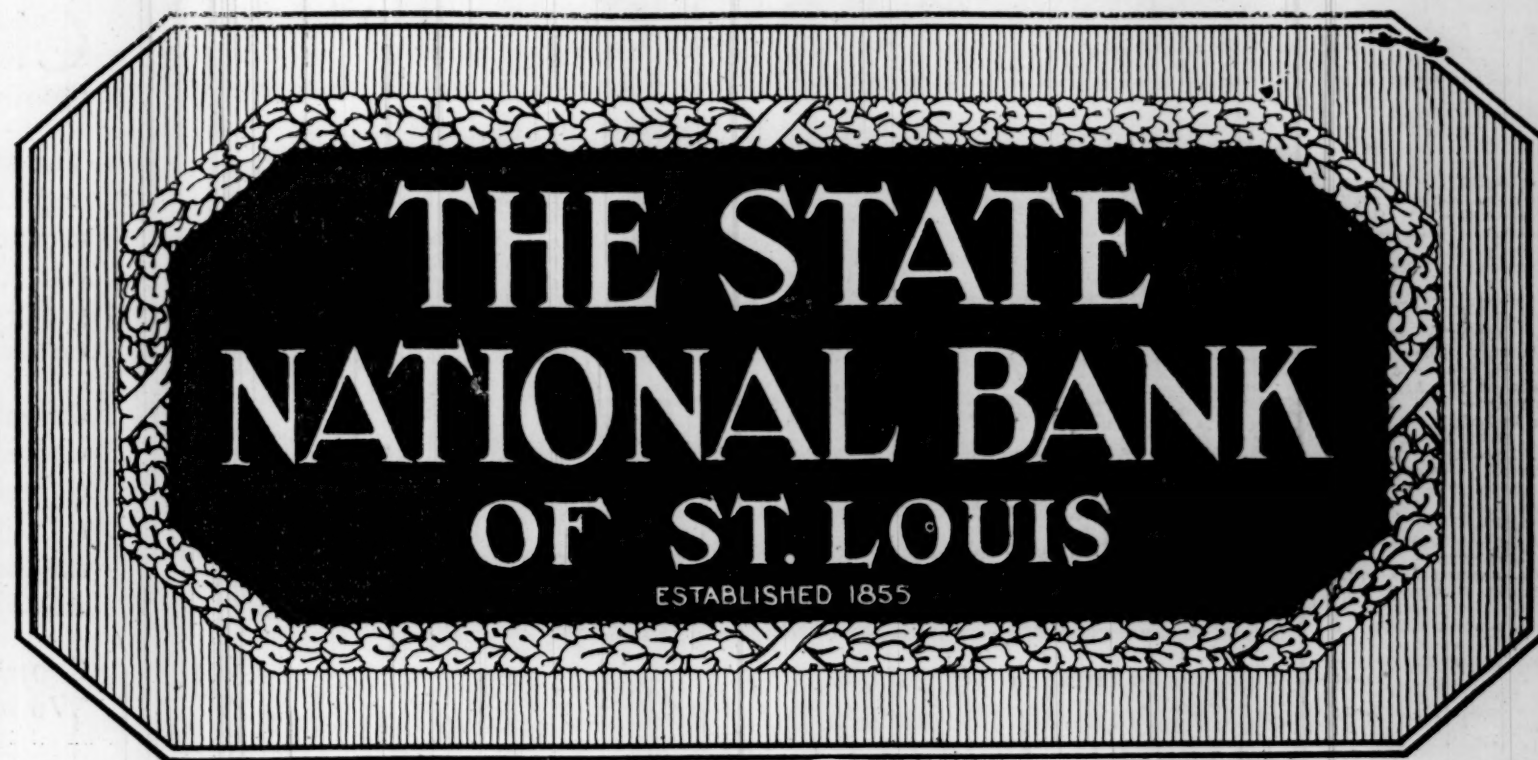 THE STATE
NATIONAL BANK
OF ST. LOUIS
ESTABLISHED 1855